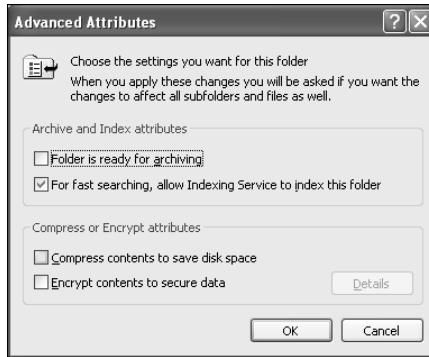 Advanced Attributes
Choose the settings you want for this folder
When you apply these changes you will be asked if you want the
changes to affect all subfolders and files as well.
Archive and Index attributes
Folder is ready for archiving
For fast searching, allow Indexing Service to index this folder
Compress or Encrypt attributes
Compress contents to save disk space
Encrypt contents to secure data
Details
OK
Cancel